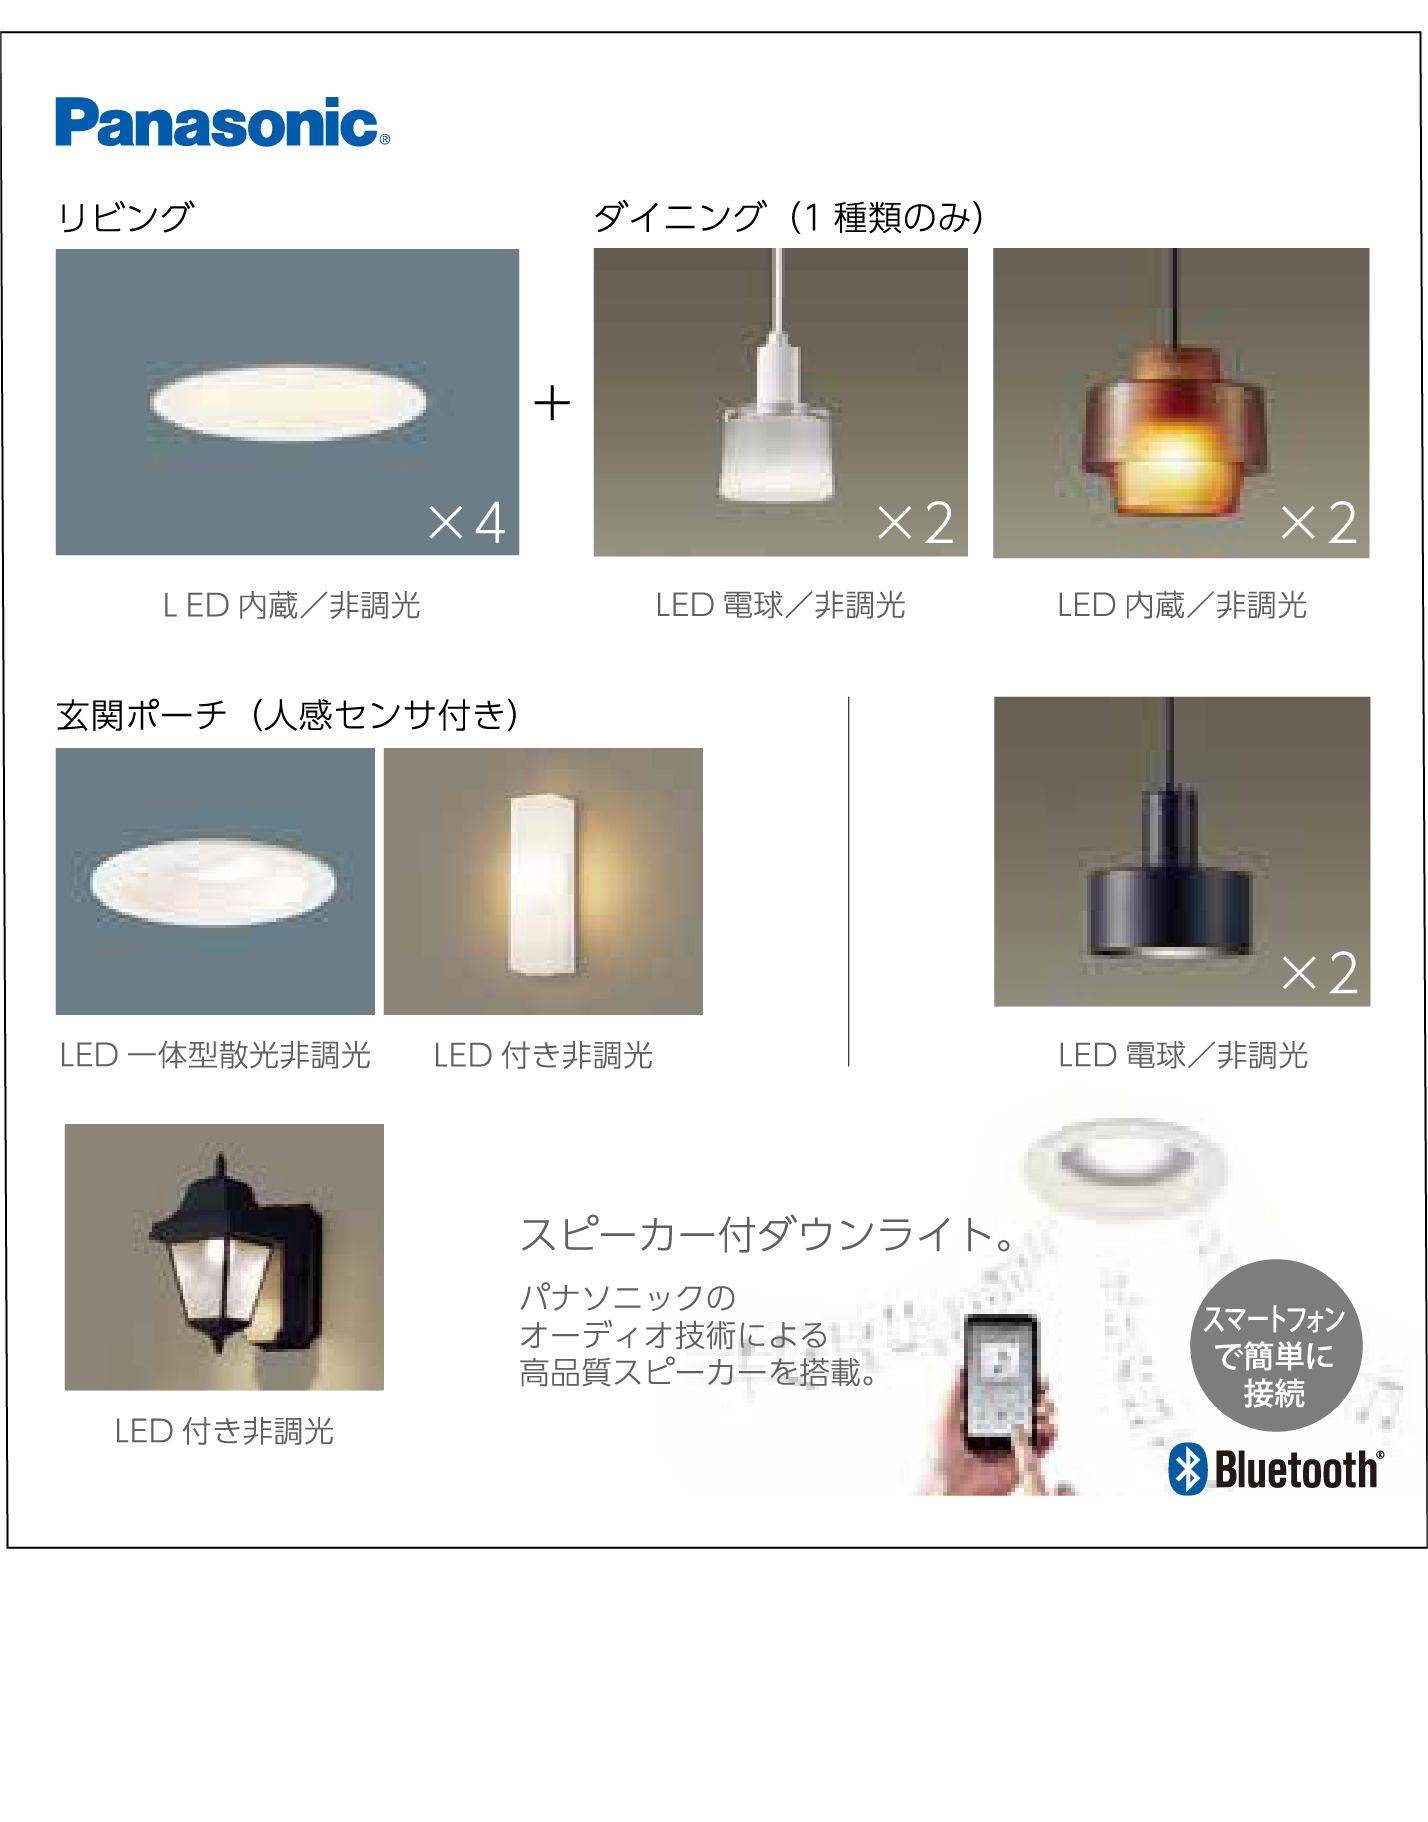 Panasonic®
リビング
ダイニング（1 種類のみ）
×4
+
×2
×2
L ED 内蔵／非調光
LED 電球／非調光
LED 内蔵／非調光
玄関ポーチ（人感センサ付き）
×2
LED 一体型散光非調光
LED 付き非調光
LED 電球／非調光
スピーカー付ダウンライト。
パナソニックの
オーディオ技術による
高品質スピーカーを搭載。
スマートフォン
で簡単に
接続
LED 付き非調光
Bluetooth®